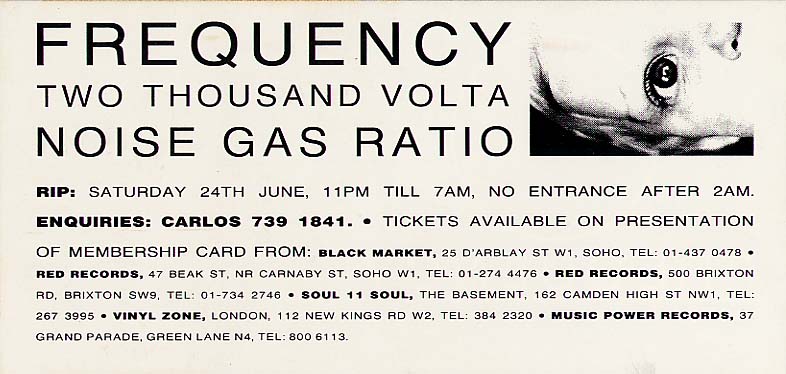 FREQUENCY
TWO THOUSAND VOLTA
NOISE GAS RATIO
RIP: SATURDAY 24TH JUNE, 11PM TILL 7AM, NO ENTRANCE AFTER 2AM.
ENQUIRIES: CARLOS 739 1841. • TICKETS AVAILABLE ON PRESENTATION
OF MEMBERSHIP CARD FROM: BLACK MARKET, 25 D'ARBLAY ST W1, SOHO, TEL: 01-437 0478 •
RED RECORDS, 47 BEAK ST, NR CARNABY ST, SOHO W1, TEL: 01-274 4476 • RED RECORDS, 500 BRIXTON
RD, BRIXTON SW9, TEL: 01-734 2746 • SOUL 11 SOUL, THE BASEMENT, 162 CAMDEN HIGH ST NW1, TEL:
267 3995 • VINYL ZONE, LONDON, 112 NEW KINGS RD W2, TEL: 384 2320 • MUSIC POWER RECORDS, 37
GRAND PARADE, GREEN LANE N4, TEL: 800 6113.